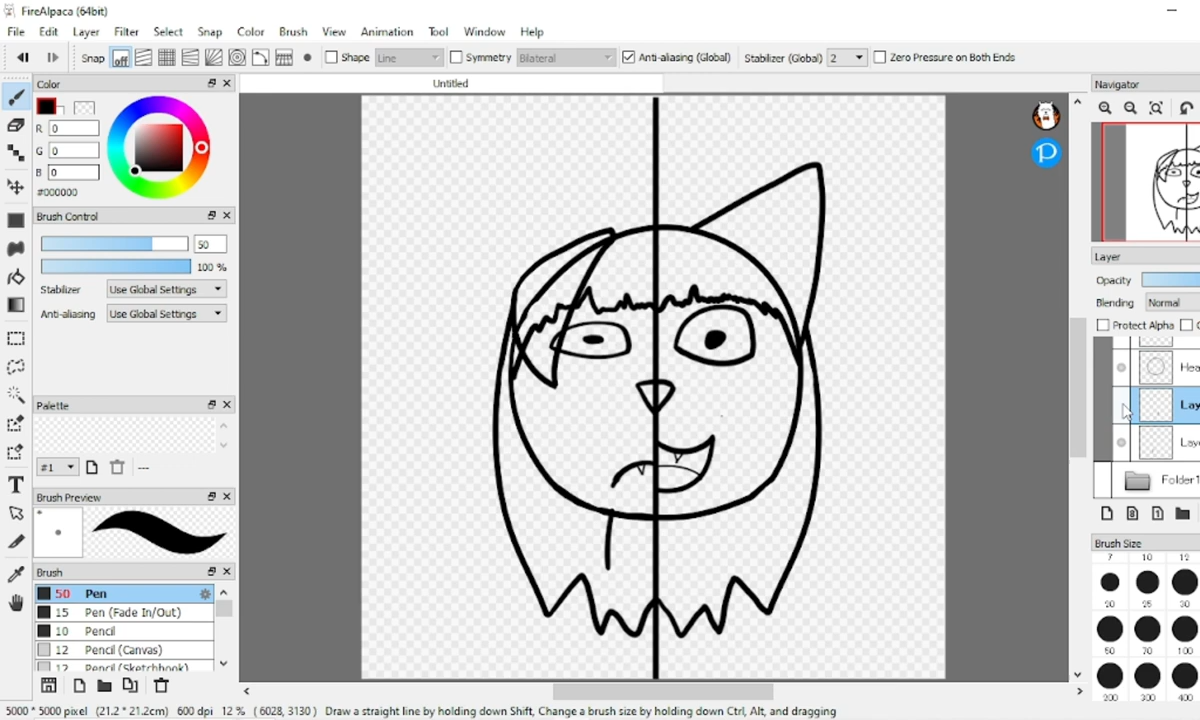 FireAlpaca (64bit)
File Edit Layer Filter Select Snap Color Brush View Animation Tool Window Help
Snap off Shape Line Symmetry Bilateral Anti-aliasing (Global) Stabilizer (Global) 2 Zero Pressure on Both Ends
Color
Untitled
Navigator
R 0
G 0
B 0
#000000
Brush Control
50
100 %
Stabilizer Use Global Settings
Anti-aliasing Use Global Settings
Layer
Opacity
Blending Normal
Protect Alpha
Hea
Lay
Lay
Folder1
Palette
#1 ---
Brush Preview
Brush
50 Pen
15 Pen (Fade In/Out)
10 Pencil
12 Pencil (Canvas)
12 Pencil (Sketchbook)
Brush Size
7 10 12
20 25 30
50 70 100
200 300 400
5000 * 5000 pixel (21.2 * 21.2cm) 600 dpi 12 % ( 6028, 3130 ) Draw a straight line by holding down Shift, Change a brush size by holding down Ctrl, Alt, and dragging